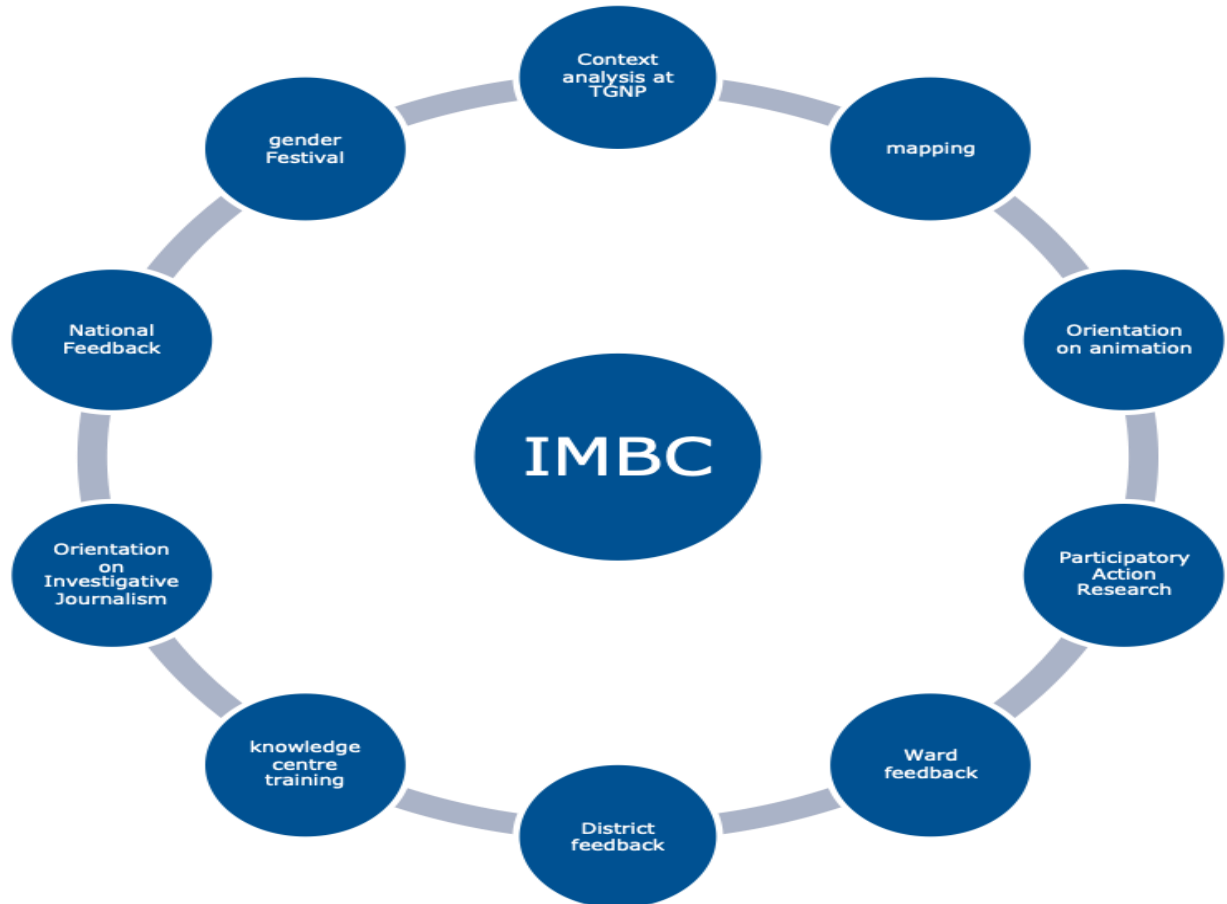 Context
analysis at
TGNP
mapping
Orientation
on animation
Participatory
Action
Research
Ward
feedback
District
feedback
knowledge
centre
training
Orientation
on
Investigative
Journalism
National
Feedback
gender
Festival
IMBC